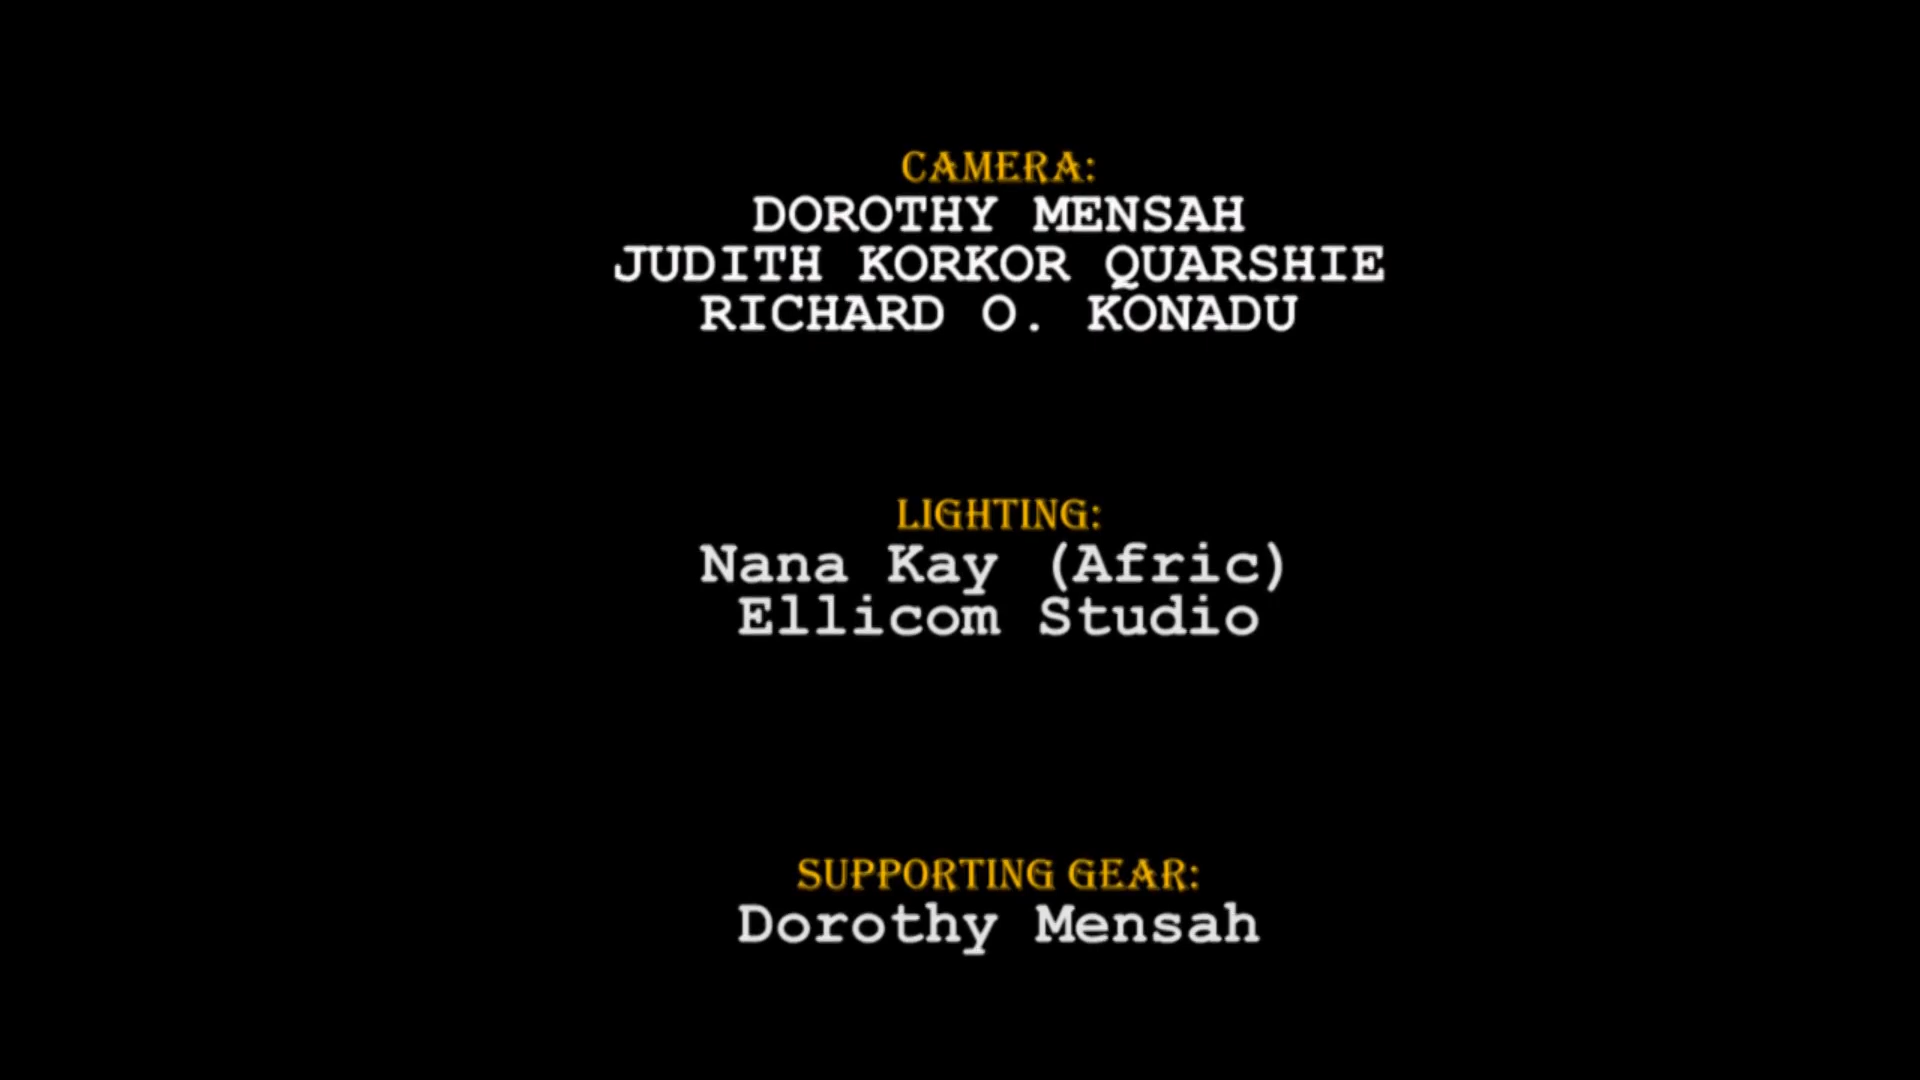 CAMERA:
DOROTHY MENSAH
JUDITH KORKOR QUARSHIE
RICHARD O. KONADU
LIGHTING:
Nana Kay (Afric)
Ellicom Studio
SUPPORTING GEAR:
Dorothy Mensah